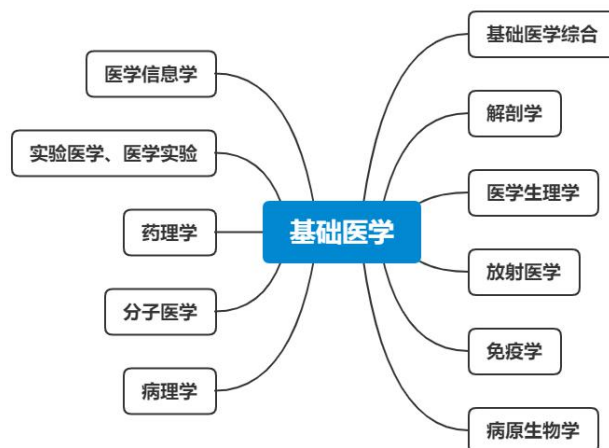 基础医学
基础医学综合
解剖学
医学生理学
放射医学
免疫学
病原生物学
医学信息学
实验医学、医学实验
药理学
分子医学
病理学